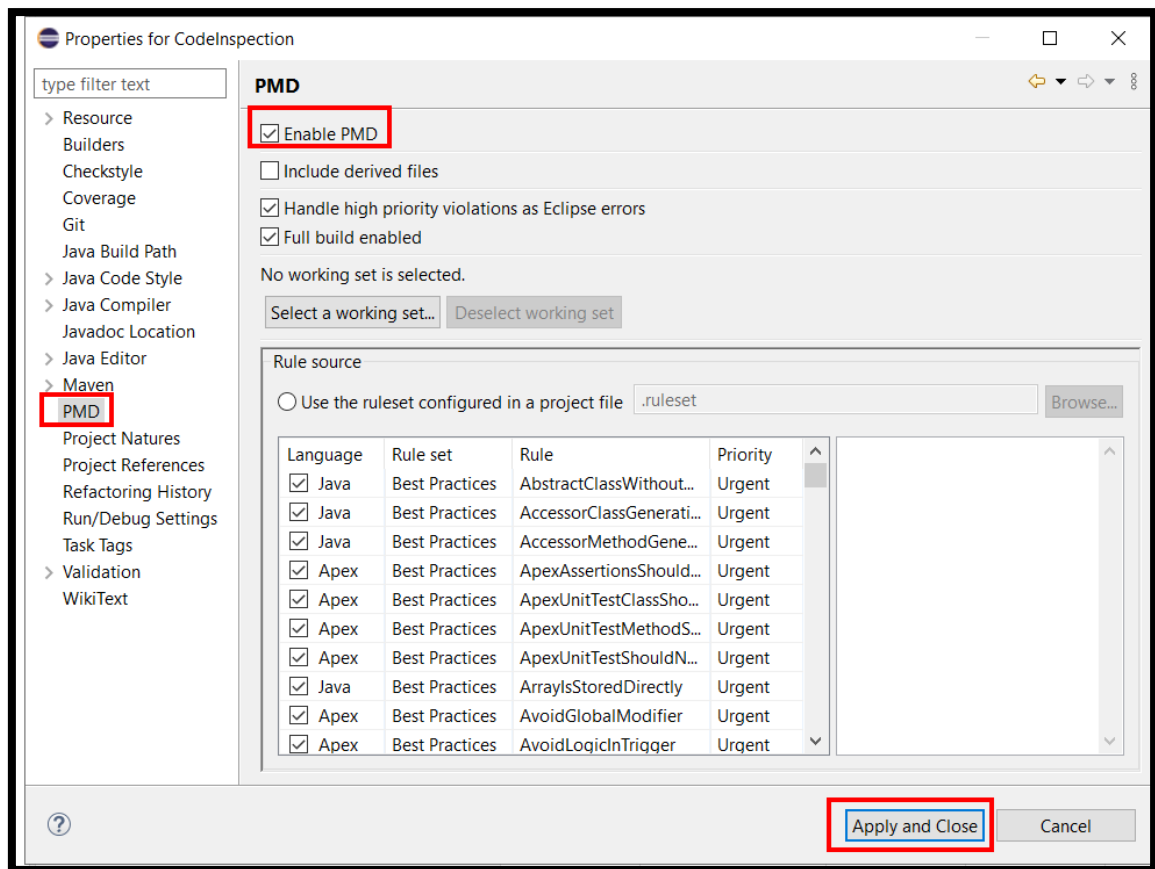 Properties for CodeInspection
type filter text
Resource
Builders
Checkstyle
Coverage
Git
Java Build Path
Java Code Style
Java Compiler
Javadoc Location
Java Editor
Maven
PMD
Project Natures
Project References
Refactoring History
Run/Debug Settings
Task Tags
Validation
WikiText
PMD
Enable PMD
Include derived files
Handle high priority violations as Eclipse errors
Full build enabled
No working set is selected.
Select a working set... Deselect working set
Rule source
Use the ruleset configured in a project file .ruleset Browse...
Language Rule set Rule Priority
Java Best Practices AbstractClassWithout... Urgent
Java Best Practices AccessorClassGenerati... Urgent
Java Best Practices AccessorMethodGene... Urgent
Apex Best Practices ApexAssertionsShould... Urgent
Apex Best Practices ApexUnitTestClassSho... Urgent
Apex Best Practices ApexUnitTestMethodS... Urgent
Apex Best Practices ApexUnitTestShouldN... Urgent
Java Best Practices ArrayIsStoredDirectly Urgent
Apex Best Practices AvoidGlobalModifier Urgent
Apex Best Practices AvoidLogicInTrigger Urgent
? Apply and Close Cancel